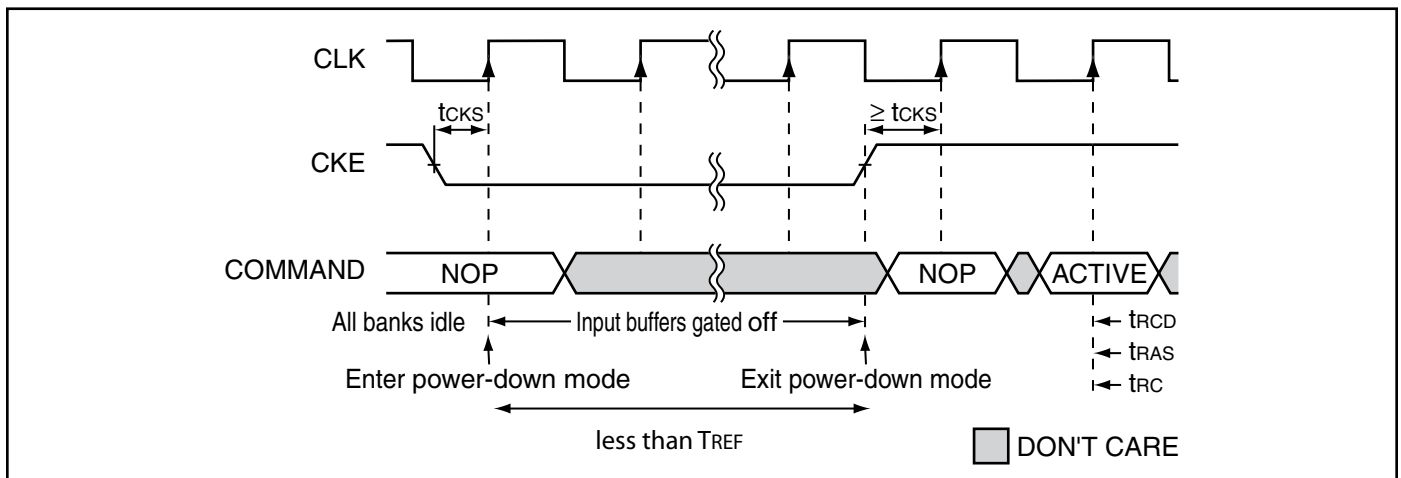 CLK
tCKS
≥ tCKS
CKE
COMMAND
NOP
NOP
ACTIVE
All banks idle
Input buffers gated off
tRCD
tRAS
tRC
Enter power-down mode
Exit power-down mode
less than TREF
DON'T CARE